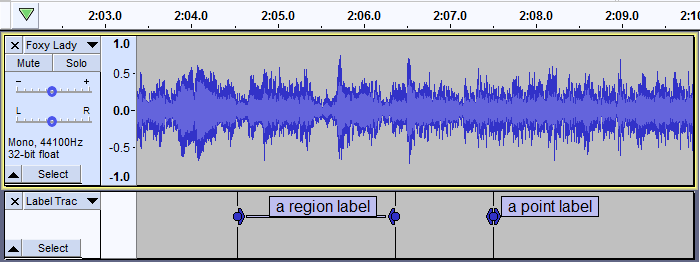 2:03.0 2:04.0 2:05.0 2:06.0 2:07.0 2:08.0 2:09.0 2:10
Foxy Lady
Mute Solo
- +
L R
Mono, 44100Hz
32-bit float
Select
1.0
0.5
0.0
-0.5
-1.0
Label Trac
Select
a region label
a point label